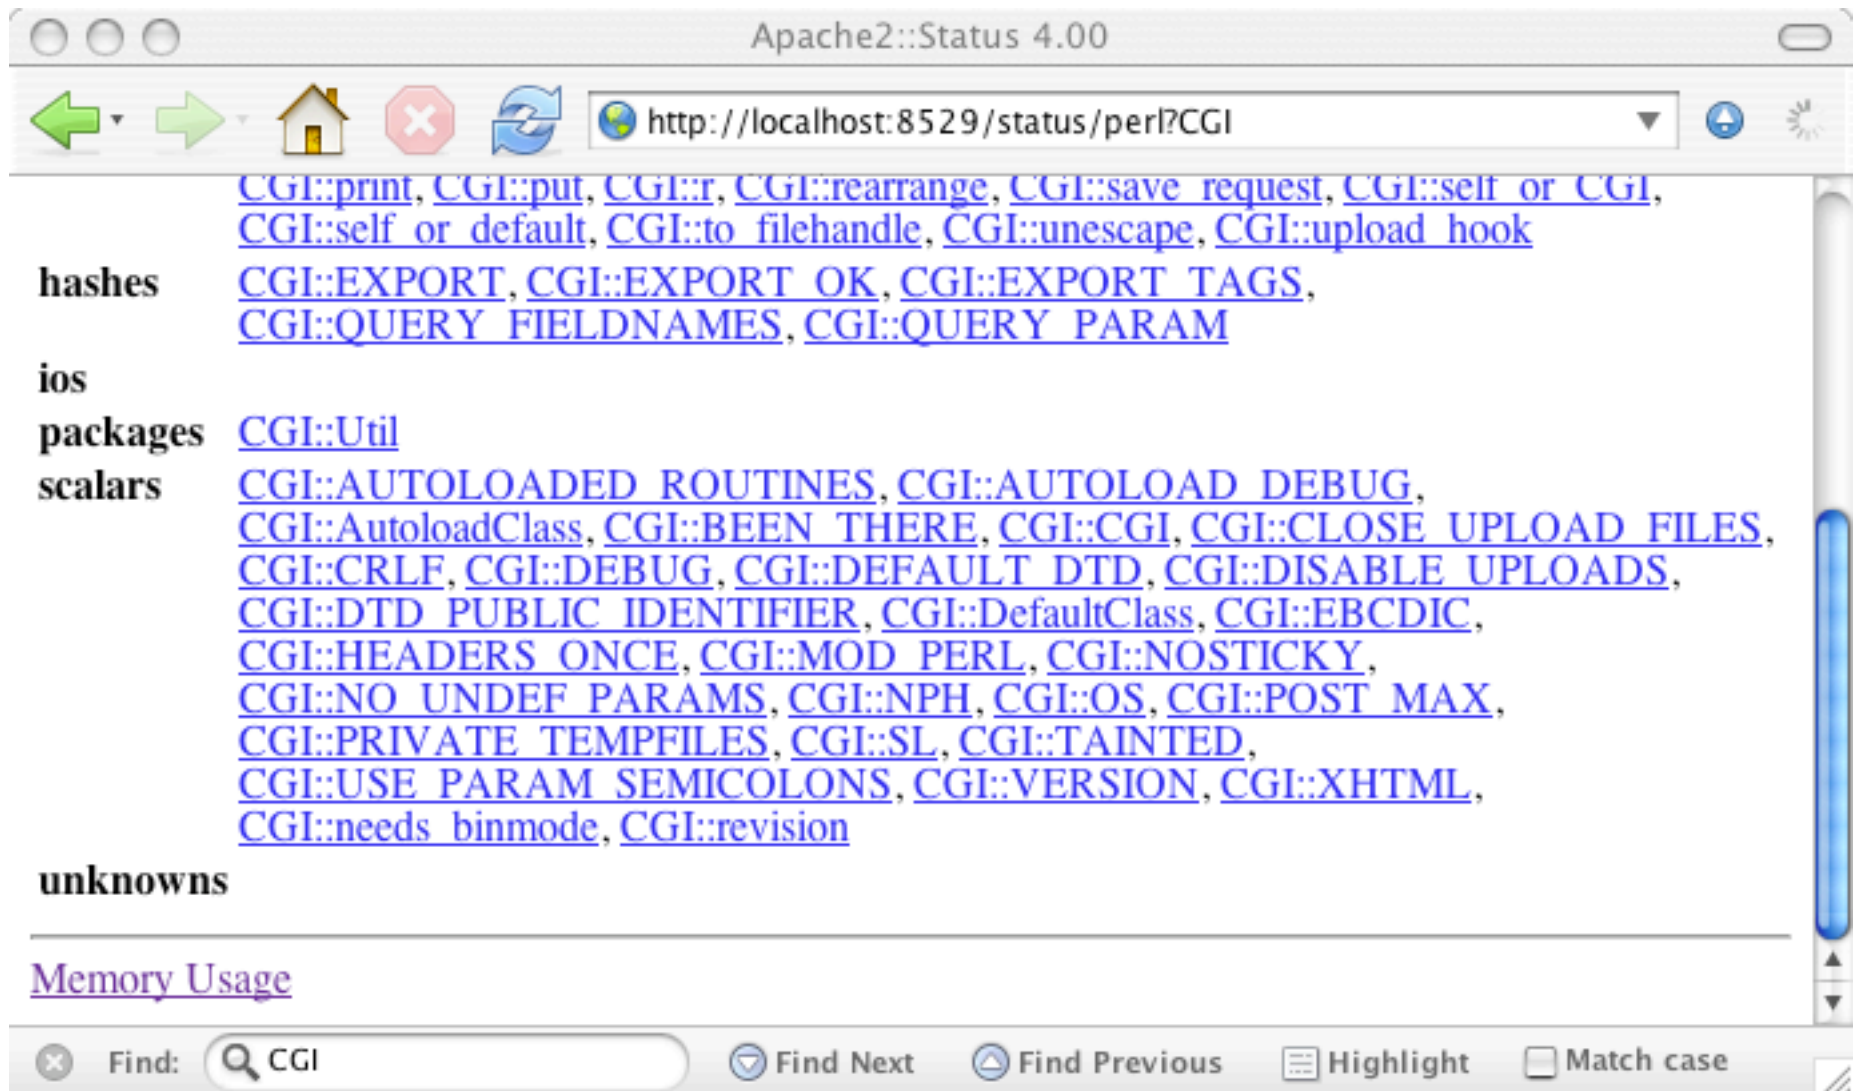 Apache2::Status 4.00
http://localhost:8529/status/perl?CGI
CGI::print, CGI::put, CGI::r, CGI::rearrange, CGI::save_request, CGI::self_or_CGI,
CGI::self_or_default, CGI::to_filehandle, CGI::unescape, CGI::upload_hook
hashes CGI::EXPORT, CGI::EXPORT_OK, CGI::EXPORT_TAGS,
CGI::QUERY_FIELDNAMES, CGI::QUERY_PARAM
ios
packages CGI::Util
scalars CGI::AUTOLOADED_ROUTINES, CGI::AUTOLOAD_DEBUG,
CGI::AutoloadClass, CGI::BEEN_THERE, CGI::CGI, CGI::CLOSE_UPLOAD_FILES,
CGI::CRLF, CGI::DEBUG, CGI::DEFAULT_DTD, CGI::DISABLE_UPLOADS,
CGI::DTD_PUBLIC_IDENTIFIER, CGI::DefaultClass, CGI::EBCDIC,
CGI::HEADERS_ONCE, CGI::MOD_PERL, CGI::NOSTICKY,
CGI::NO_UNDEF_PARAMS, CGI::NPH, CGI::OS, CGI::POST_MAX,
CGI::PRIVATE_TEMPFILES, CGI::SL, CGI::TAINTED,
CGI::USE_PARAM_SEMICOLONS, CGI::VERSION, CGI::XHTML,
CGI::needs_binmode, CGI::revision
unknowns
Memory Usage
Find: CGI Find Next Find Previous Highlight Match case